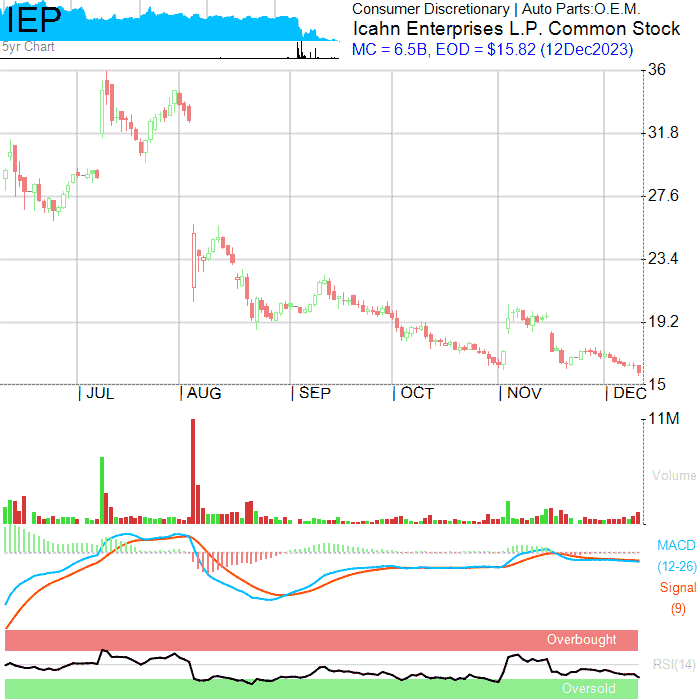 IEP
5yr Chart
Consumer Discretionary | Auto Parts:O.E.M.
Icahn Enterprises L.P. Common Stock
MC = 6.5B, EOD = $15.82 (12Dec2023)
36
31.8
27.6
23.4
19.2
15
JUL AUG SEP OCT NOV DEC
11M
Volume
MACD
(12-26)
Signal
(9)
Overbought
RSI(14)
Oversold